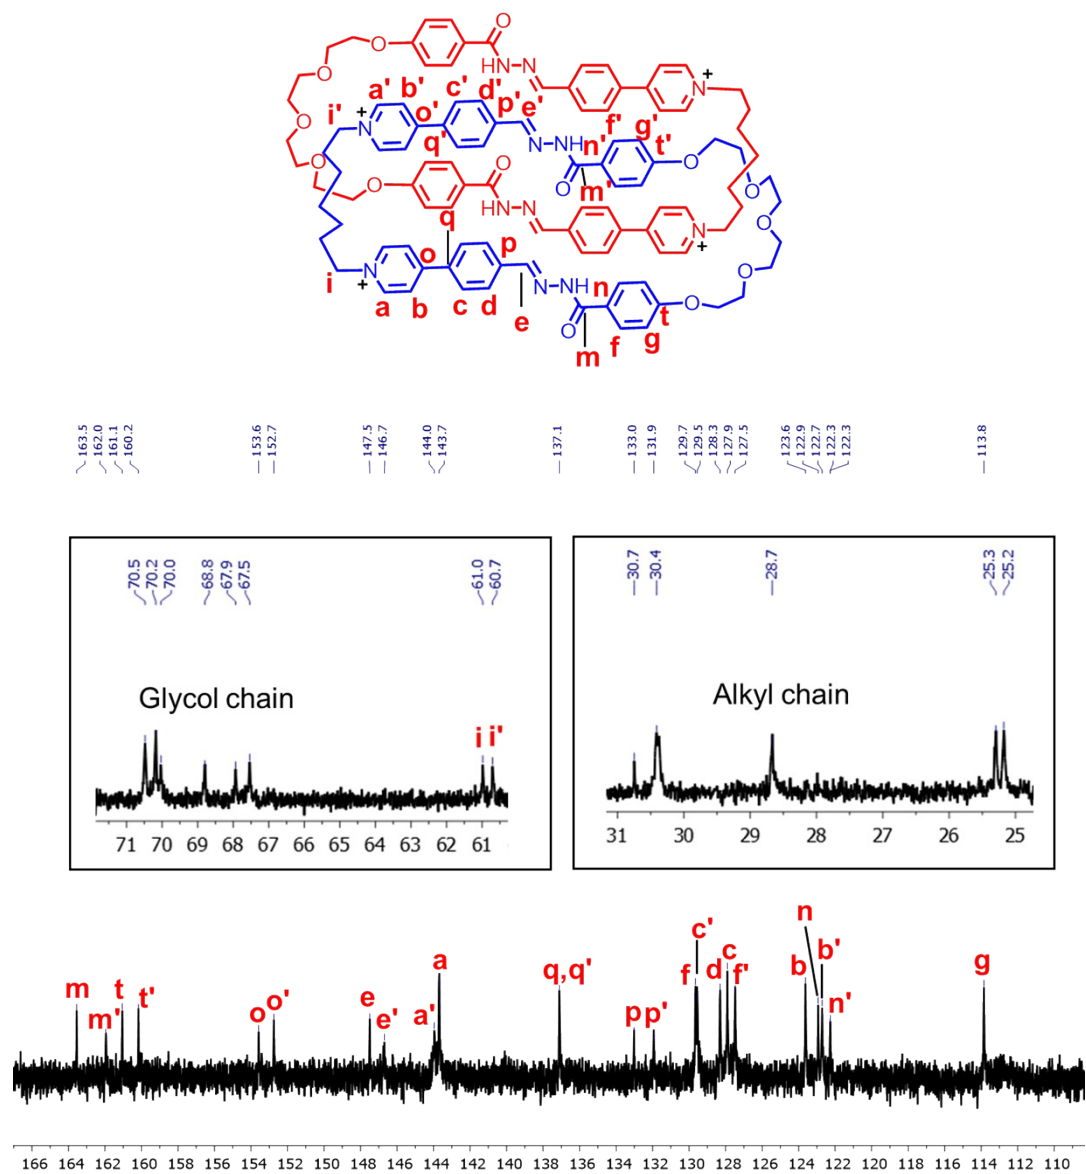 O
O
HN-N
+
N
a' b' c' d' p' e'
i' + N o' q' N-NH n' f' g' t' O
O
O m'
O
O
O
O
HN-N
q
N +
o p
i N + N-NH n O
a b c d e O m f g t
163.5 162.0 161.1 160.2 153.6 152.7 147.5 146.7 144.0 143.7 137.1 133.0 131.9 129.7 129.5 128.3 127.9 127.5 123.6 122.9 122.7 122.3 122.3 113.8
70.5 70.2 70.0 68.8 67.9 67.5 61.0 60.7
30.7 30.4 28.7 25.3 25.2
Glycol chain
Alkyl chain
i i'
71 70 69 68 67 66 65 64 63 62 61
31 30 29 28 27 26 25
m m' t t' o o' e e' a' a q,q' p p' f c' d c f' b n b' n' g
166 164 162 160 158 156 154 152 150 148 146 144 142 140 138 136 134 132 130 128 126 124 122 120 118 116 114 112 110